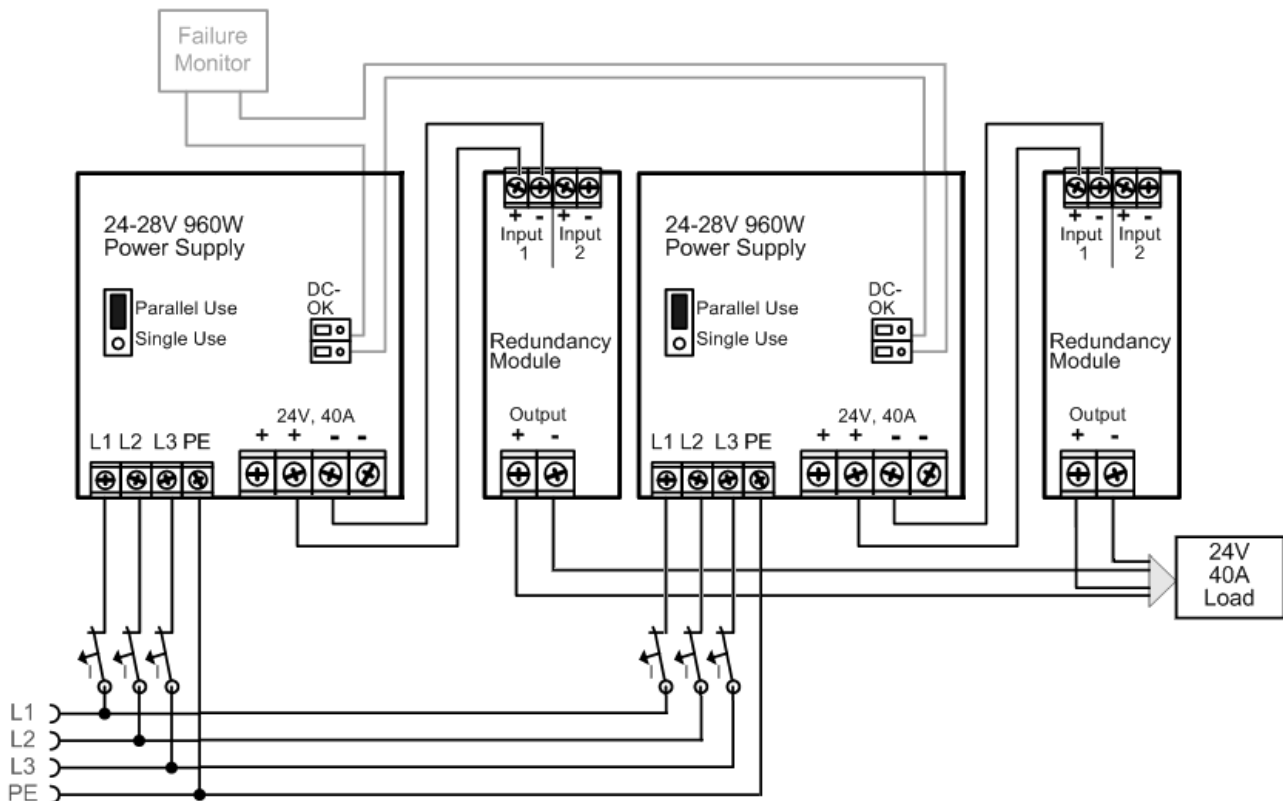 Failure
Monitor
24-28V 960W
Power Supply
Parallel Use
Single Use
DC-
OK
24V, 40A
+ + - -
L1 L2 L3 PE
+ - + -
Input Input
1 2
Redundancy
Module
Output
+ -
24-28V 960W
Power Supply
Parallel Use
Single Use
DC-
OK
24V, 40A
+ + - -
L1 L2 L3 PE
+ - + -
Input Input
1 2
Redundancy
Module
Output
+ -
24V
40A
Load
I I I
I I I
L1
L2
L3
PE